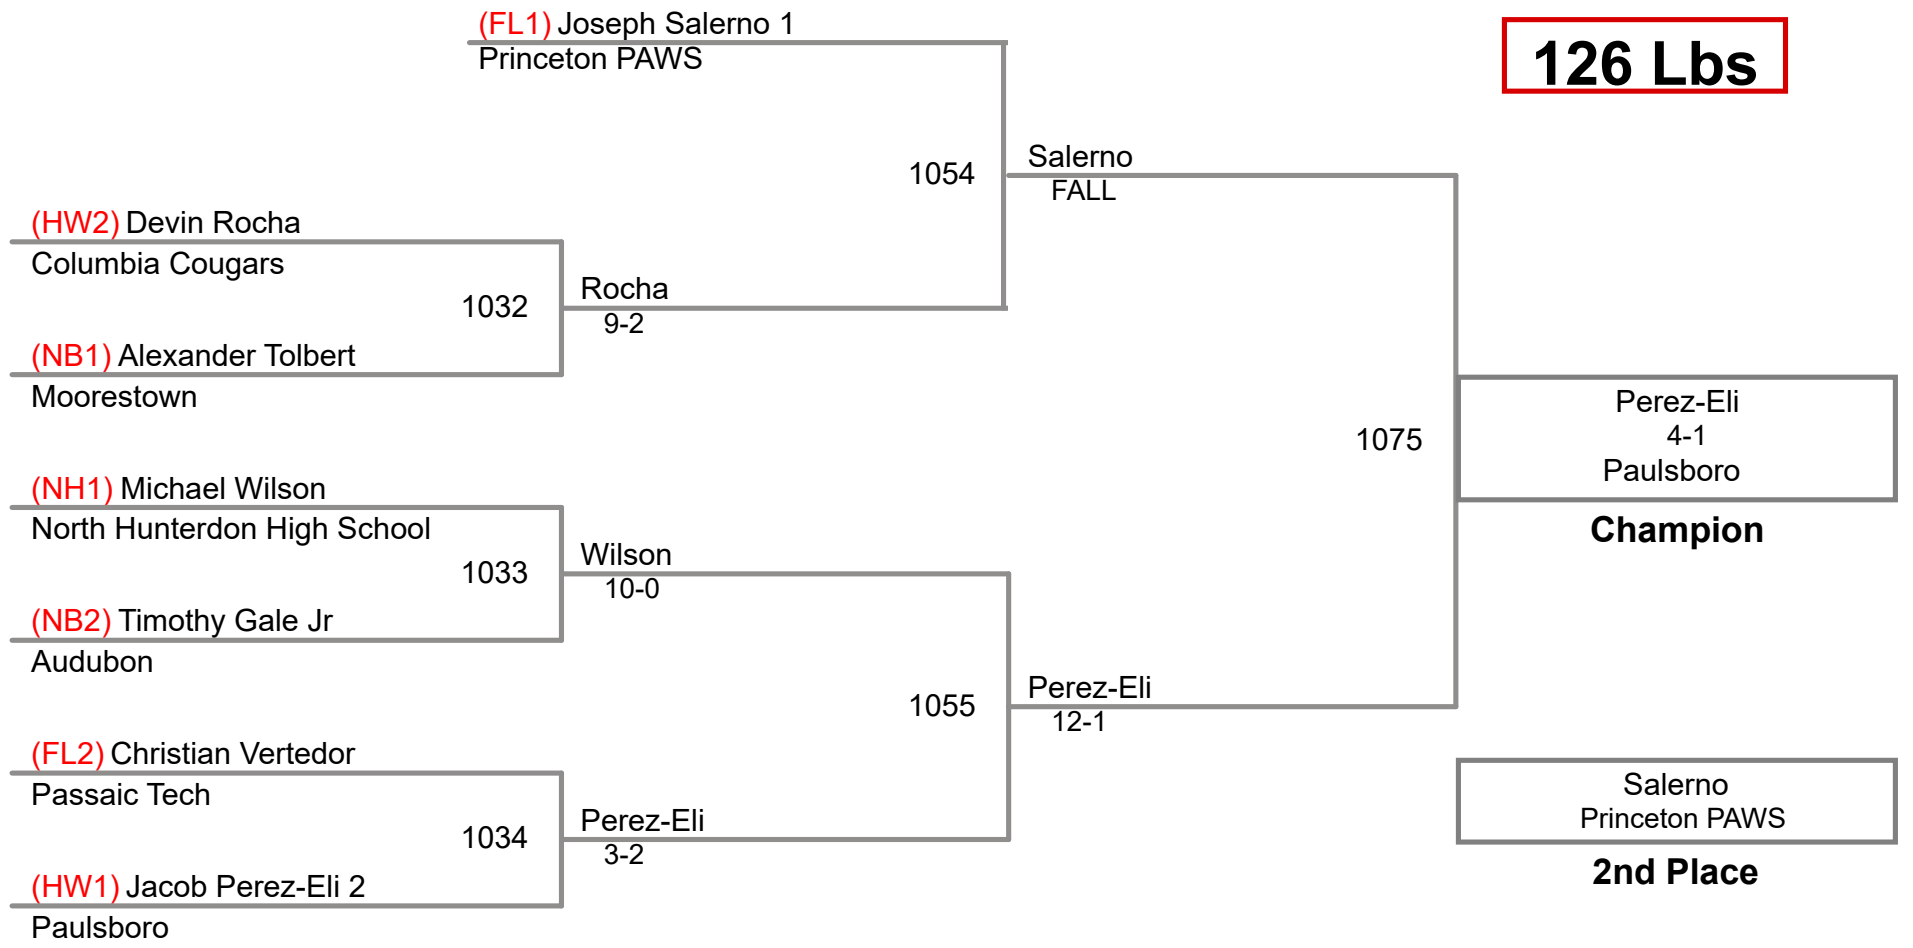 (FL1) Joseph Salerno 1
Princeton PAWS
126 Lbs
1054
Salerno
FALL
(HW2) Devin Rocha
Columbia Cougars
1032
Rocha
9-2
(NB1) Alexander Tolbert
Moorestown
Perez-Eli
4-1
Paulsboro
1075
Champion
(NH1) Michael Wilson
North Hunterdon High School
1033
Wilson
10-0
(NB2) Timothy Gale Jr
Audubon
1055
Perez-Eli
12-1
(FL2) Christian Vertedor
Passaic Tech
1034
Perez-Eli
3-2
(HW1) Jacob Perez-Eli 2
Paulsboro
Salerno
Princeton PAWS
2nd Place